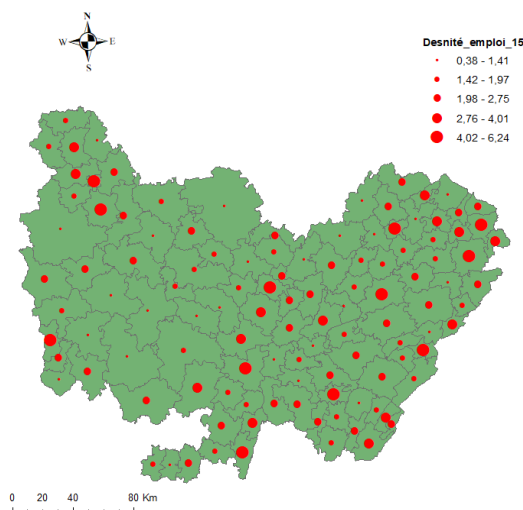 N
W E
S
Desnité_emploi_15
0,38 - 1,41
1,42 - 1,97
1,98 - 2,75
2,76 - 4,01
4,02 - 6,24
0 20 40 80 Km